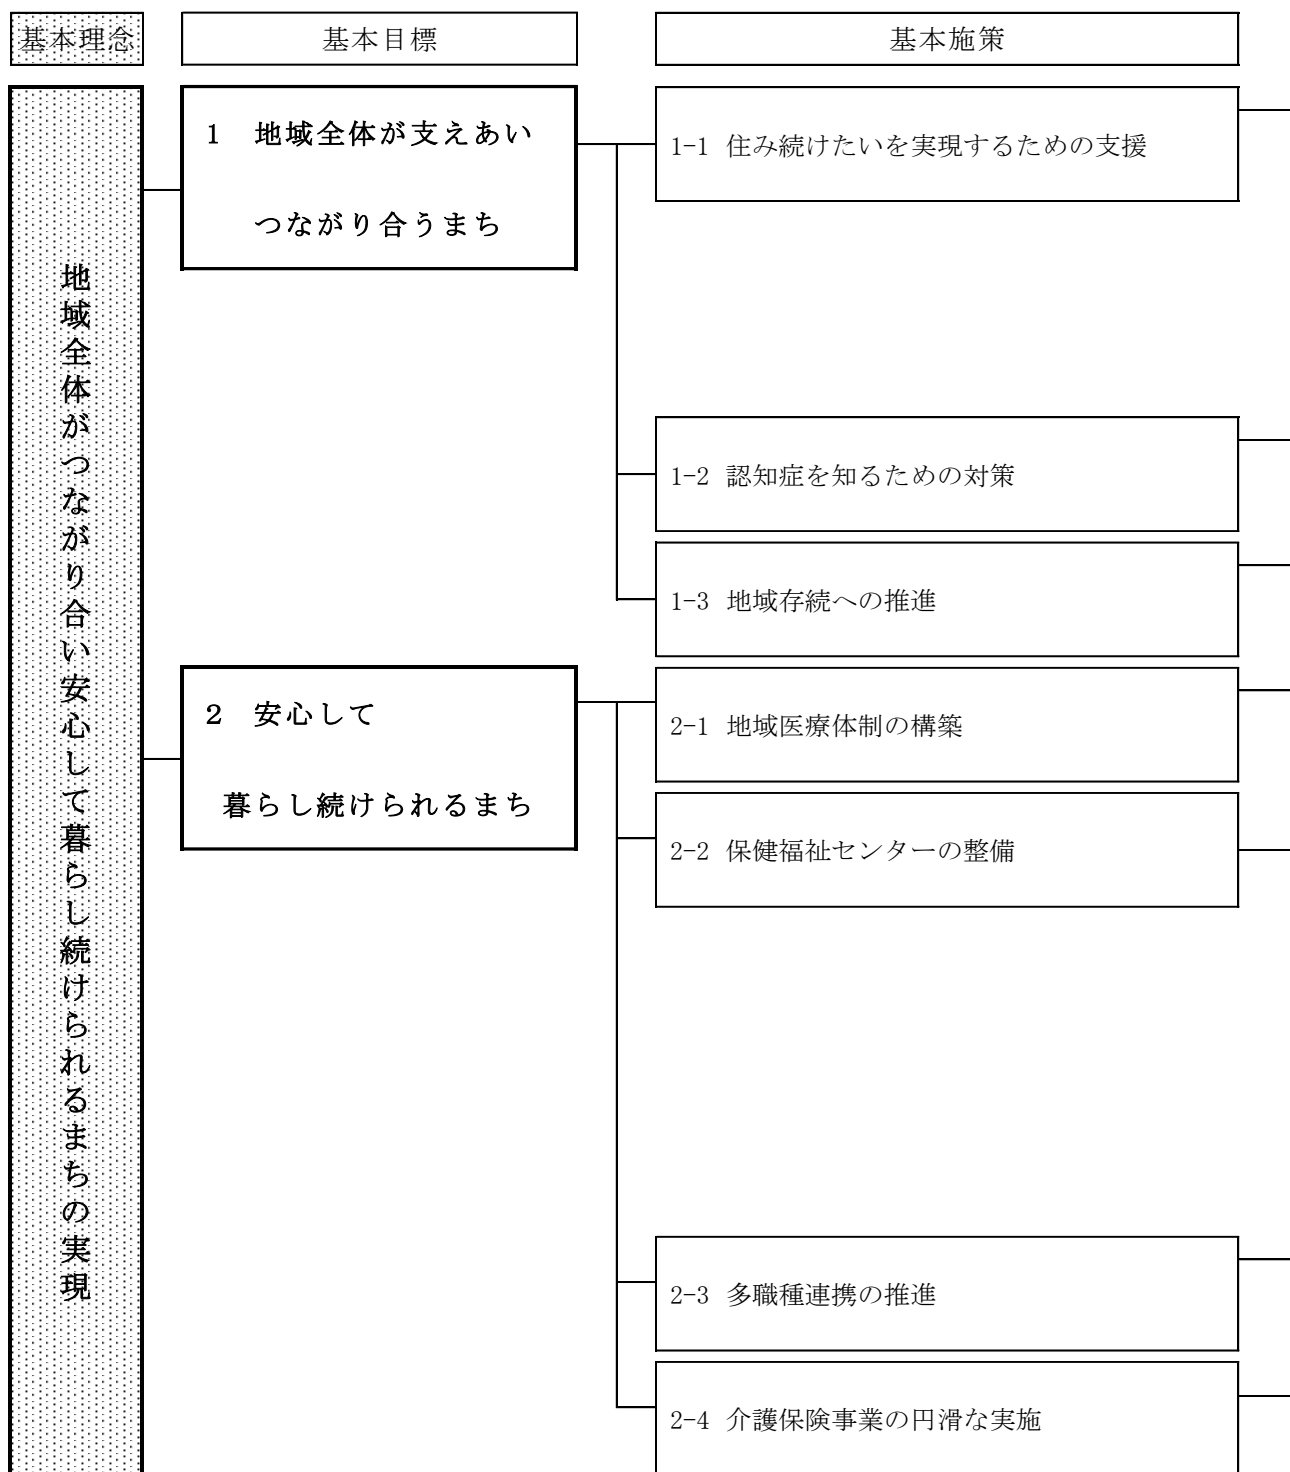 基本理念
基本目標
基本施策
地域全体がつながり合い安心して暮らし続けられるまちの実現
1 地域全体が支えあい
つながり合うまち
1-1 住み続けたいを実現するための支援
1-2 認知症を知るための対策
1-3 地域存続への推進
2 安心して
暮らし続けられるまち
2-1 地域医療体制の構築
2-2 保健福祉センターの整備
2-3 多職種連携の推進
2-4 介護保険事業の円滑な実施